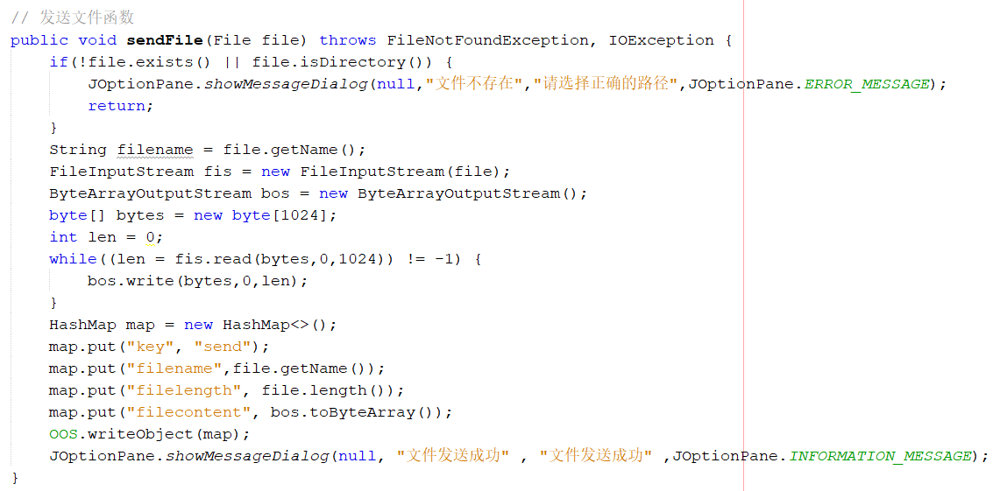 // 发送文件函数
public void sendFile(File file) throws FileNotFoundException, IOException {
if(!file.exists() || file.isDirectory()) {
JOptionPane.showMessageDialog(null,"文件不存在","请选择正确的路径",JOptionPane.ERROR_MESSAGE);
return;
}
String filename = file.getName();
FileInputStream fis = new FileInputStream(file);
ByteArrayOutputStream bos = new ByteArrayOutputStream();
byte[] bytes = new byte[1024];
int len = 0;
while((len = fis.read(bytes,0,1024)) != -1) {
bos.write(bytes,0,len);
}
HashMap map = new HashMap<>();
map.put("key", "send");
map.put("filename",file.getName());
map.put("filelength", file.length());
map.put("filecontent", bos.toByteArray());
OOS.writeObject(map);
JOptionPane.showMessageDialog(null, "文件发送成功" , "文件发送成功" ,JOptionPane.INFORMATION_MESSAGE);
}